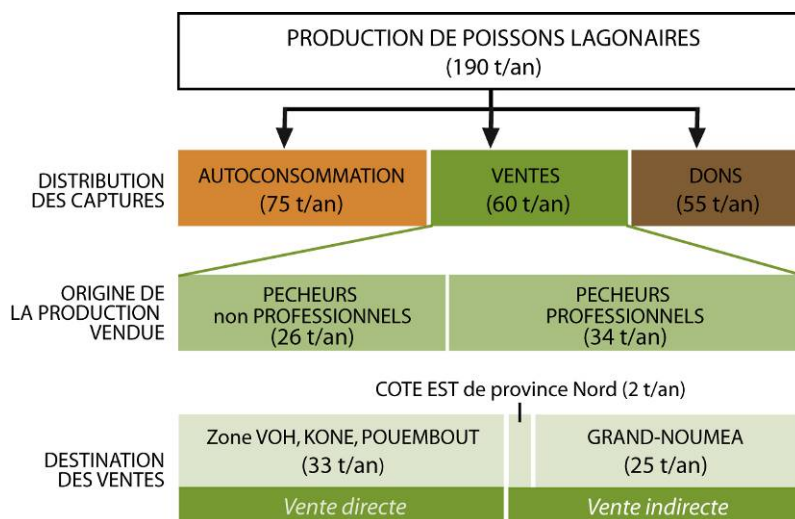 PRODUCTION DE POISSONS LAGONAIRES
(190 t/an)
DISTRIBUTION
DES CAPTURES
AUTOCONSOMMATION
(75 t/an)
VENTES
(60 t/an)
DONS
(55 t/an)
ORIGINE DE
LA PRODUCTION
VENDUE
PECHEURS
non PROFESSIONNELS
(26 t/an)
PECHEURS
PROFESSIONNELS
(34 t/an)
COTE EST de province Nord (2 t/an)
DESTINATION
DES VENTES
Zone VOH, KONE, POUEMBOUT
(33 t/an)
GRAND-NOUMEA
(25 t/an)
Vente directe
Vente indirecte